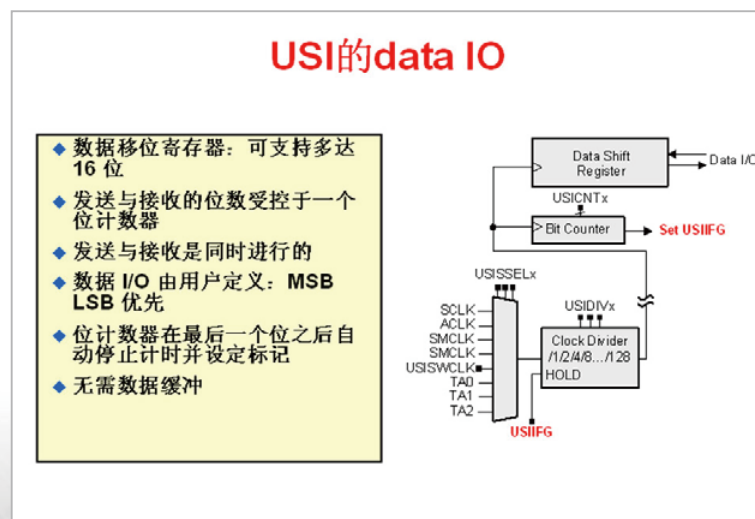 USI的data IO
数据移位寄存器：可支持多达
16 位
发送与接收的位数受控于一个
位计数器
发送与接收是同时进行的
数据 I/O 由用户定义：MSB
LSB 优先
位计数器在最后一个位之后自
动停止计时并设定标记
无需数据缓冲
Data Shift
Register
Data I/O
USICNTx
Bit Counter
Set USIIFG
USISSELx
SCLK
ACLK
SMCLK
SMCLK
USISWCLK
TA0
TA1
TA2
USIDIVx
Clock Divider
/1/2/4/8.../128
HOLD
USIIFG